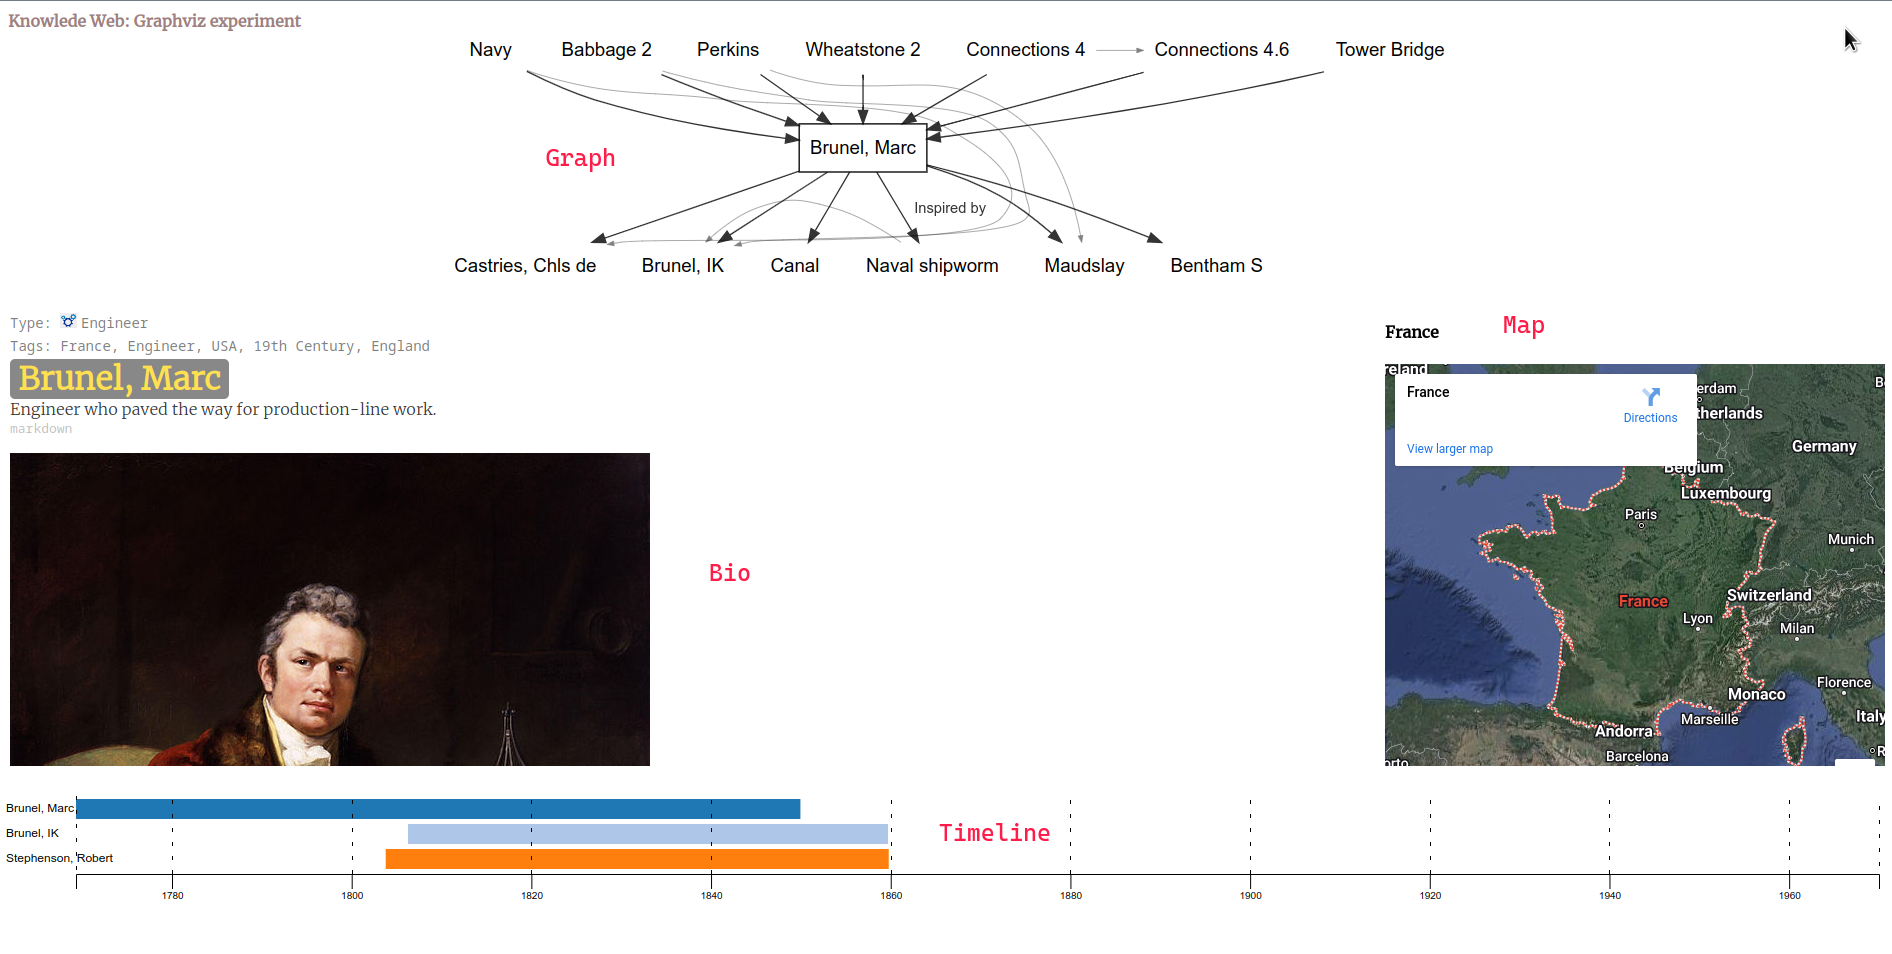 Knowlede Web: Graphviz experiment
Navy Babbage 2 Perkins Wheatstone 2 Connections 4 Connections 4.6 Tower Bridge
Brunel, Marc
Graph
Inspired by
Castries, Chls de Brunel, IK Canal Naval shipworm Maudslay Bentham S
Type: Engineer
Tags: France, Engineer, USA, 19th Century, England
Brunel, Marc
Engineer who paved the way for production-line work.
markdown
Bio
Map
France
reland
France
Directions
View larger map
erdam
therlands
Germany
Belgium
Luxembourg
Paris
Munich
Switzerland
France
Lyon
Milan
Florence
Monaco
Marseille
Italy
Andorra
Barcelona
orto
Brunel, Marc
Brunel, IK
Timeline
Stephenson, Robert
1780 1800 1820 1840 1860 1880 1900 1920 1940 1960